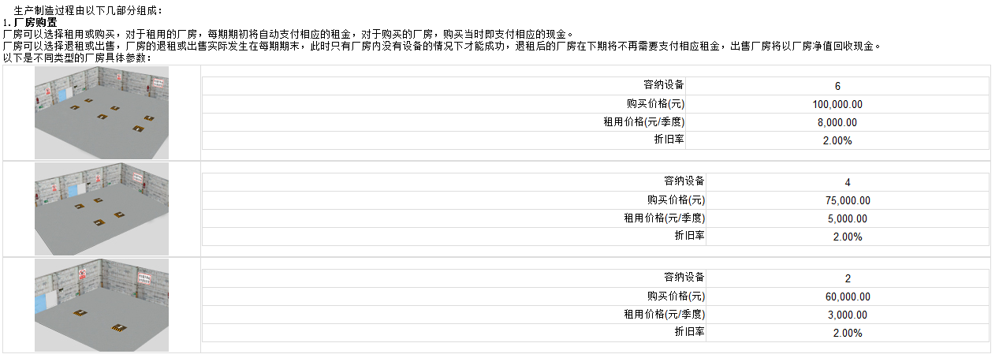 生产制造过程由以下几部分组成：
1.厂房购置
厂房可以选择租用或购买，对于租用的厂房，每期期初将自动支付相应的租金，对于购买的厂房，购买当时即支付相应的现金。
厂房可以选择退租或出售，厂房的退租或出售实际发生在每期期末，此时只有厂房内没有设备的情况下才能成功，退租后的厂房在下期将不再需要支付相应租金，出售厂房将以厂房净值回收现金。
以下是不同类型的厂房具体参数：
容纳设备 6
购买价格(元) 100,000.00
租用价格(元/季度) 8,000.00
折旧率 2.00%
容纳设备 4
购买价格(元) 75,000.00
租用价格(元/季度) 5,000.00
折旧率 2.00%
容纳设备 2
购买价格(元) 60,000.00
租用价格(元/季度) 3,000.00
折旧率 2.00%